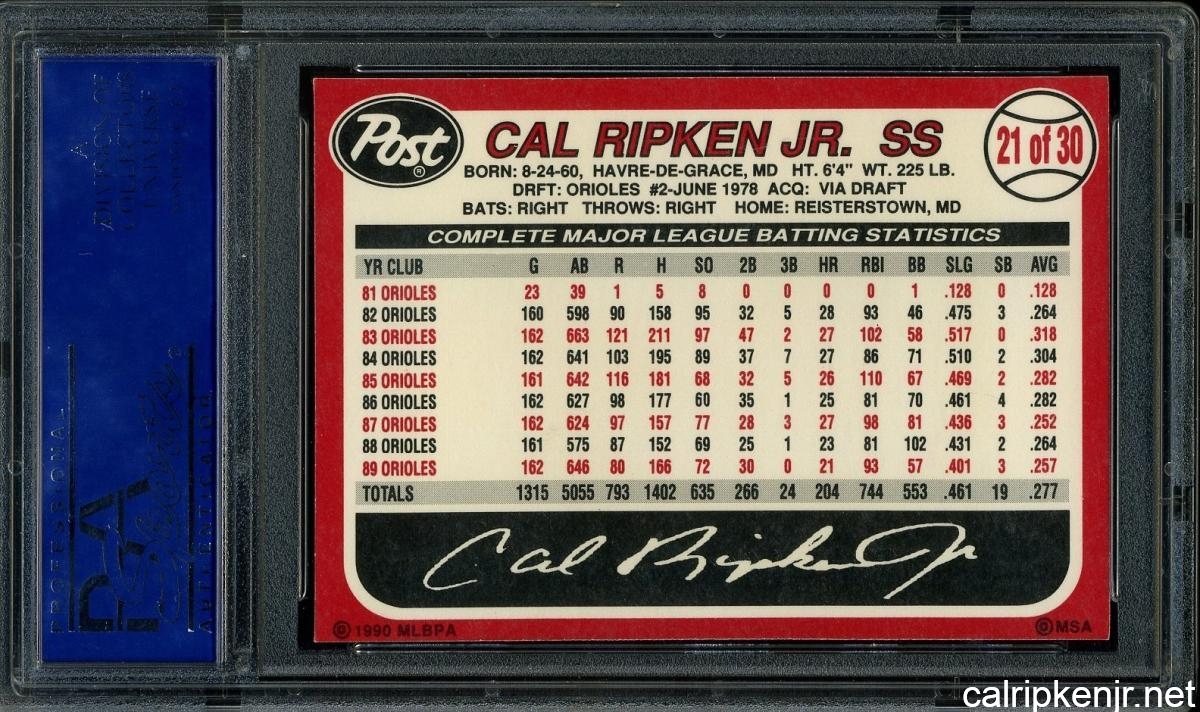 A
DIVISION OF
COLLECTORS
UNIVERSE
PROFESSIONAL
PSA
AUTHENTICATOR
Post ®
CAL RIPKEN JR. SS
21 of 30
BORN: 8-24-60, HAVRE-DE-GRACE, MD HT. 6'4" WT. 225 LB.
DRFT: ORIOLES #2-JUNE 1978 ACQ: VIA DRAFT
BATS: RIGHT THROWS: RIGHT HOME: REISTERSTOWN, MD
COMPLETE MAJOR LEAGUE BATTING STATISTICS
YR CLUB G AB R H SO 2B 3B HR RBI BB SLG SB AVG
81 ORIOLES 23 39 1 5 8 0 0 0 0 1 .128 0 .128
82 ORIOLES 160 598 90 158 95 32 5 28 93 46 .475 3 .264
83 ORIOLES 162 663 121 211 97 47 2 27 102 58 .517 0 .318
84 ORIOLES 162 641 103 195 89 37 7 27 86 71 .510 2 .304
85 ORIOLES 161 642 116 181 68 32 5 26 110 67 .469 2 .282
86 ORIOLES 162 627 98 177 60 35 1 25 81 70 .461 4 .282
87 ORIOLES 162 624 97 157 77 28 3 27 98 81 .436 3 .252
88 ORIOLES 161 575 87 152 69 25 1 23 81 102 .431 2 .264
89 ORIOLES 162 646 80 166 72 30 0 21 93 57 .401 3 .257
TOTALS 1315 5055 793 1402 635 266 24 204 744 553 .461 19 .277
Cal Ripken Jr
© 1990 MLBPA
© MSA
calripkenjr.net